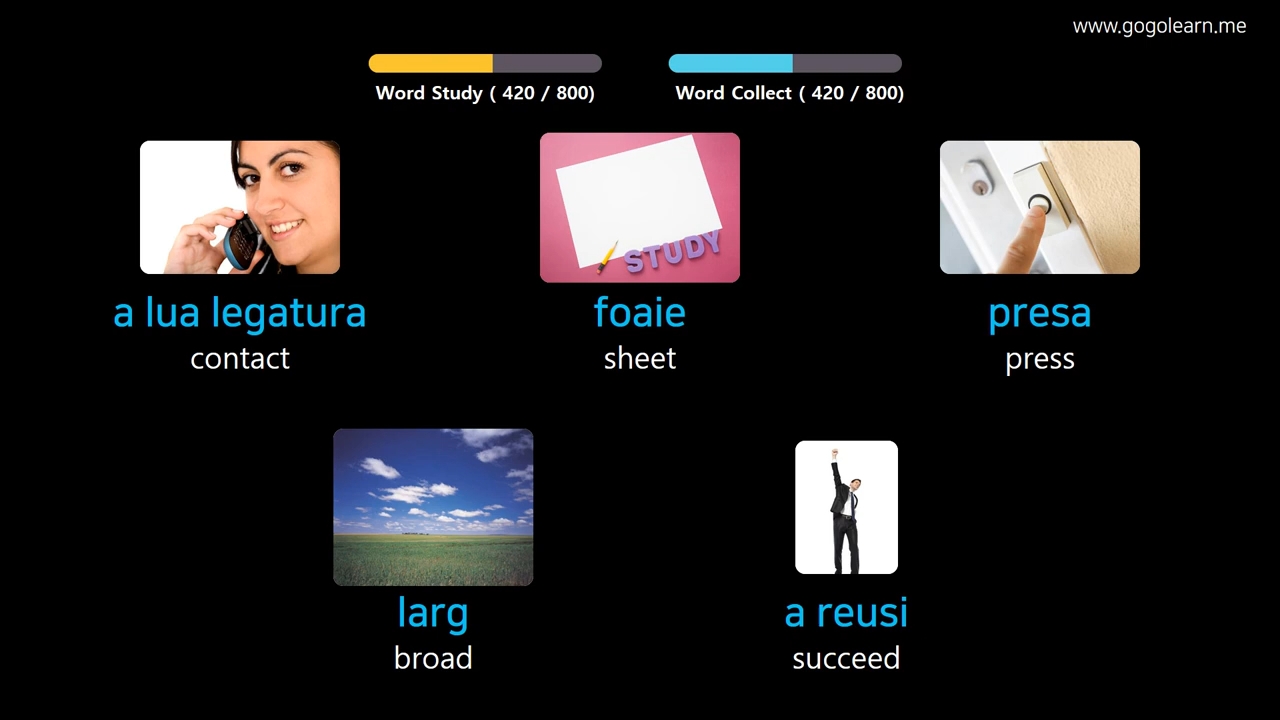 www.gogolearn.me
Word Study ( 420 / 800)
Word Collect ( 420 / 800)
STUDY
a lua legatura
contact
foaie
sheet
presa
press
larg
broad
a reusi
succeed